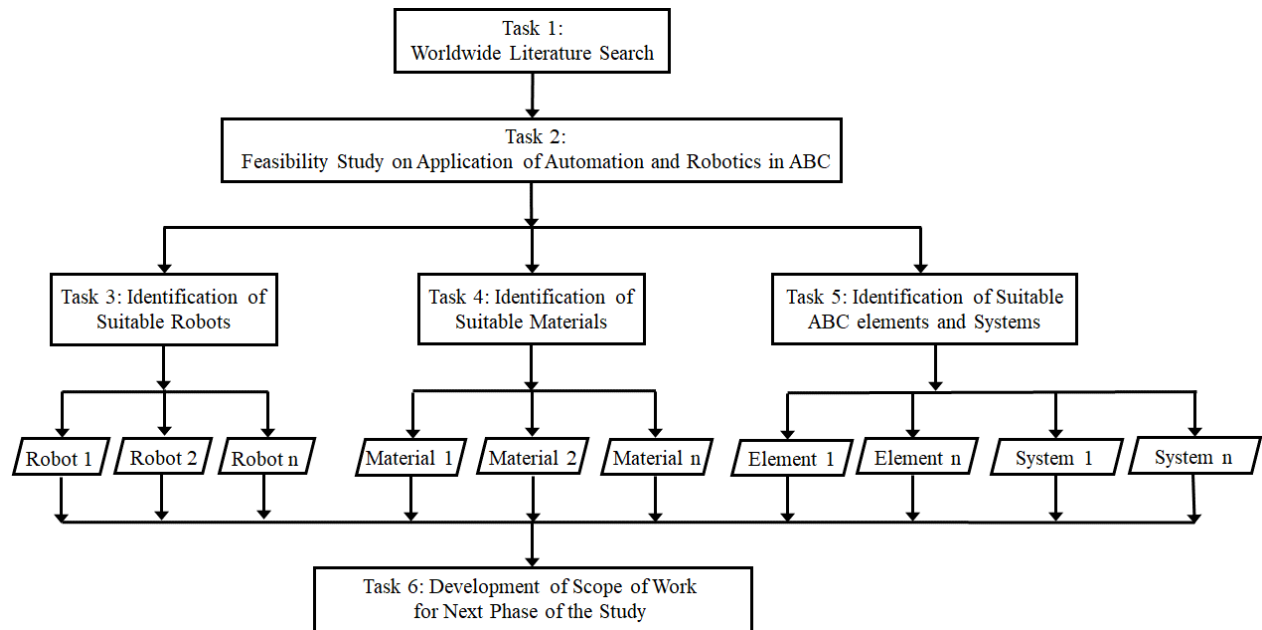 Task 1:
Worldwide Literature Search
Task 2:
Feasibility Study on Application of Automation and Robotics in ABC
Task 3: Identification of
Suitable Robots
Task 4: Identification of
Suitable Materials
Task 5: Identification of Suitable
ABC elements and Systems
Robot 1
Robot 2
Robot n
Material 1
Material 2
Material n
Element 1
Element n
System 1
System n
Task 6: Development of Scope of Work
for Next Phase of the Study